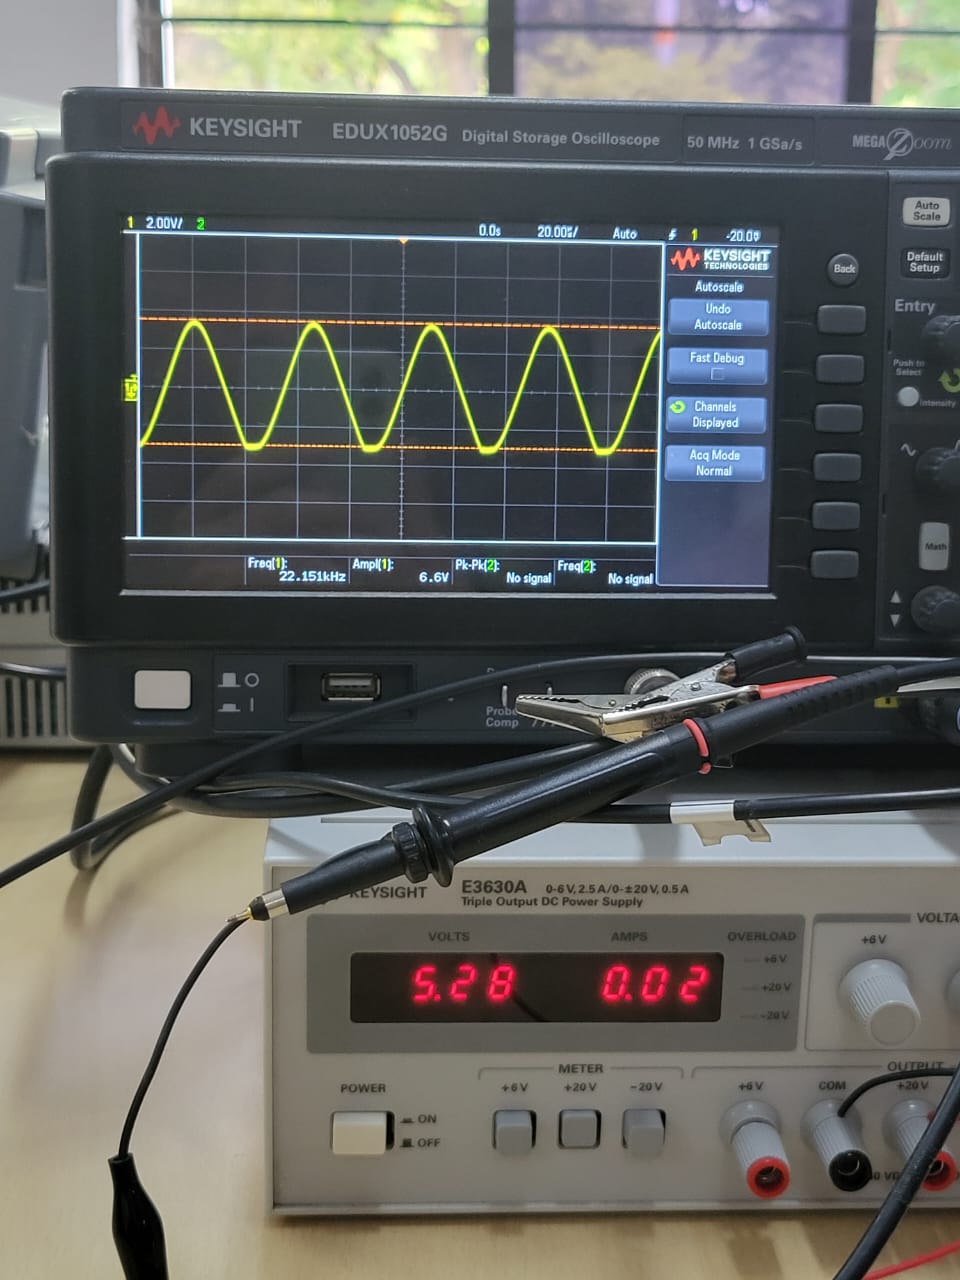 KEYSIGHT EDUX1052G Digital Storage Oscilloscope 50 MHz 1 GSa/s MEGA Zoom
1 2.00V/ 2 0.0s 20.00us/ Auto 1
KEYSIGHT
TECHNOLOGIES
Autoscale
Undo
Autoscale
Fast Debug
Channels
Displayed
Acq Mode
Normal
Freq(1): Ampl(1): Pk-Pk(2): Freq(2):
22.151kHz 6.6V No signal No signal
Auto
Scale
Default
Setup
Back
Entry
Push to
Select
Intensity
Math
Probe
Comp
KEYSIGHT E3630A 0-6V, 2.5A/0-±20V, 0.5A
Triple Output DC Power Supply
VOLTS AMPS OVERLOAD
+6V
+20V
-20V
5.28 0.02
VOLTA
+6V
METER
+6V +20V -20V
POWER
ON
OFF
OUTPUT
+6V COM +20V